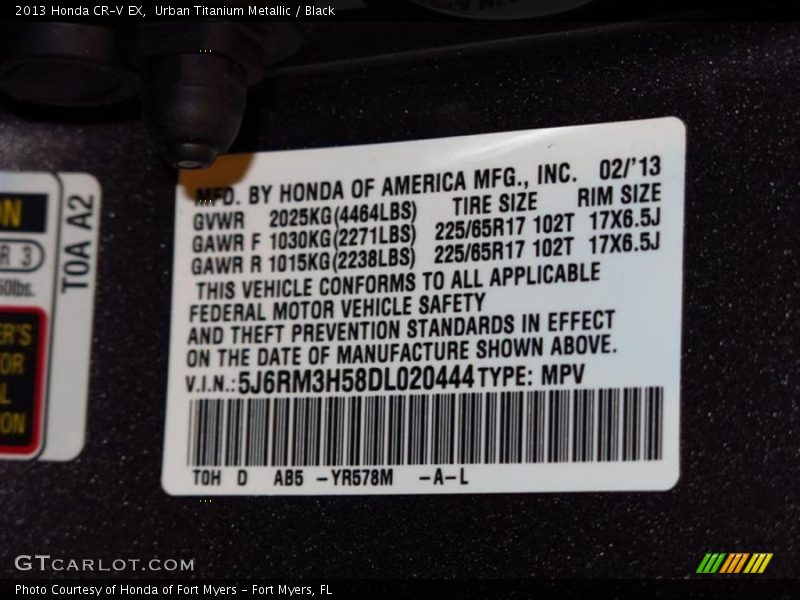 2013 Honda CR-V EX,  Urban Titanium Metallic / Black
MFD. BY HONDA OF AMERICA MFG., INC. 02/'13
GVWR 2025KG(4464LBS) TIRE SIZE RIM SIZE
GAWR F 1030KG(2271LBS) 225/65R17 102T 17X6.5J
GAWR R 1015KG(2238LBS) 225/65R17 102T 17X6.5J
THIS VEHICLE CONFORMS TO ALL APPLICABLE
FEDERAL MOTOR VEHICLE SAFETY
AND THEFT PREVENTION STANDARDS IN EFFECT
ON THE DATE OF MANUFACTURE SHOWN ABOVE.
V.I.N.: 5J6RM3H58DL020444 TYPE: MPV
T0H D AB5 -YR578M -A-L
T0A A2
R 3
GTCARLOT.COM
Photo Courtesy of Honda of Fort Myers - Fort Myers, FL